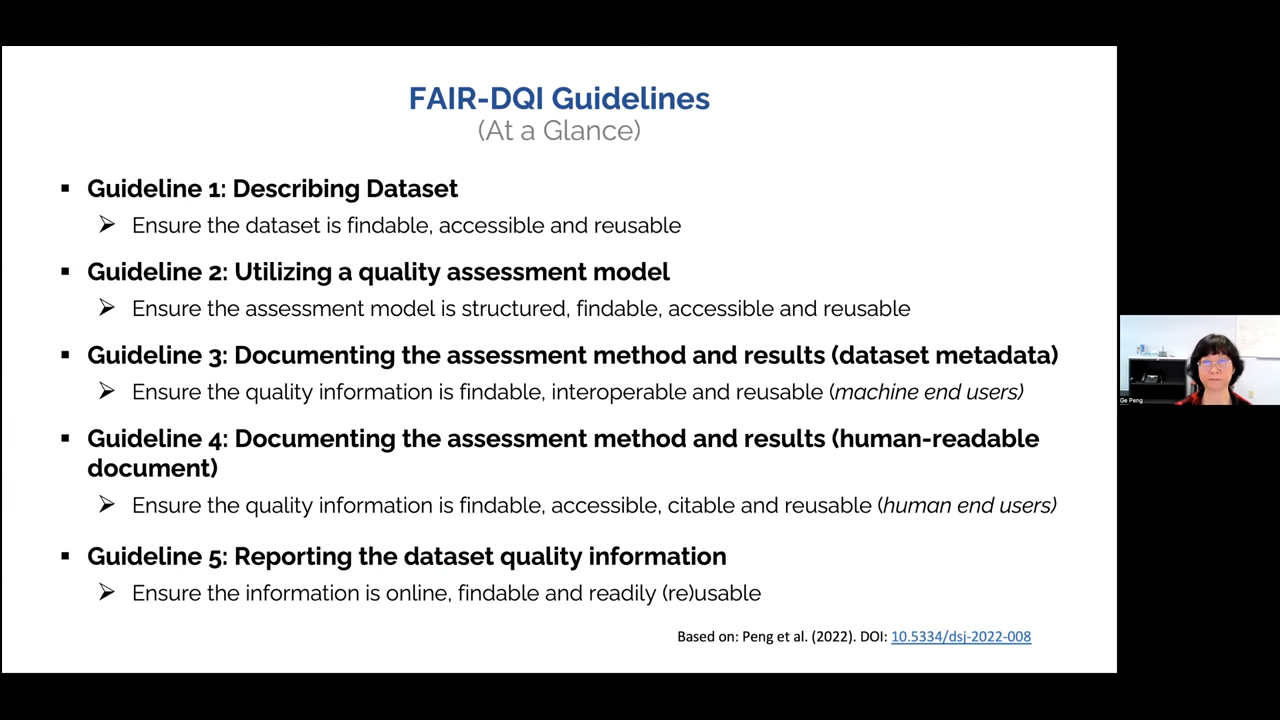 FAIR-DQI Guidelines
(At a Glance)
▪ Guideline 1: Describing Dataset
➢ Ensure the dataset is findable, accessible and reusable
▪ Guideline 2: Utilizing a quality assessment model
➢ Ensure the assessment model is structured, findable, accessible and reusable
▪ Guideline 3: Documenting the assessment method and results (dataset metadata)
➢ Ensure the quality information is findable, interoperable and reusable (machine end users)
▪ Guideline 4: Documenting the assessment method and results (human-readable
document)
➢ Ensure the quality information is findable, accessible, citable and reusable (human end users)
▪ Guideline 5: Reporting the dataset quality information
➢ Ensure the information is online, findable and readily (re)usable
Based on: Peng et al. (2022). DOI: 10.5334/dsj-2022-008
Ge Peng